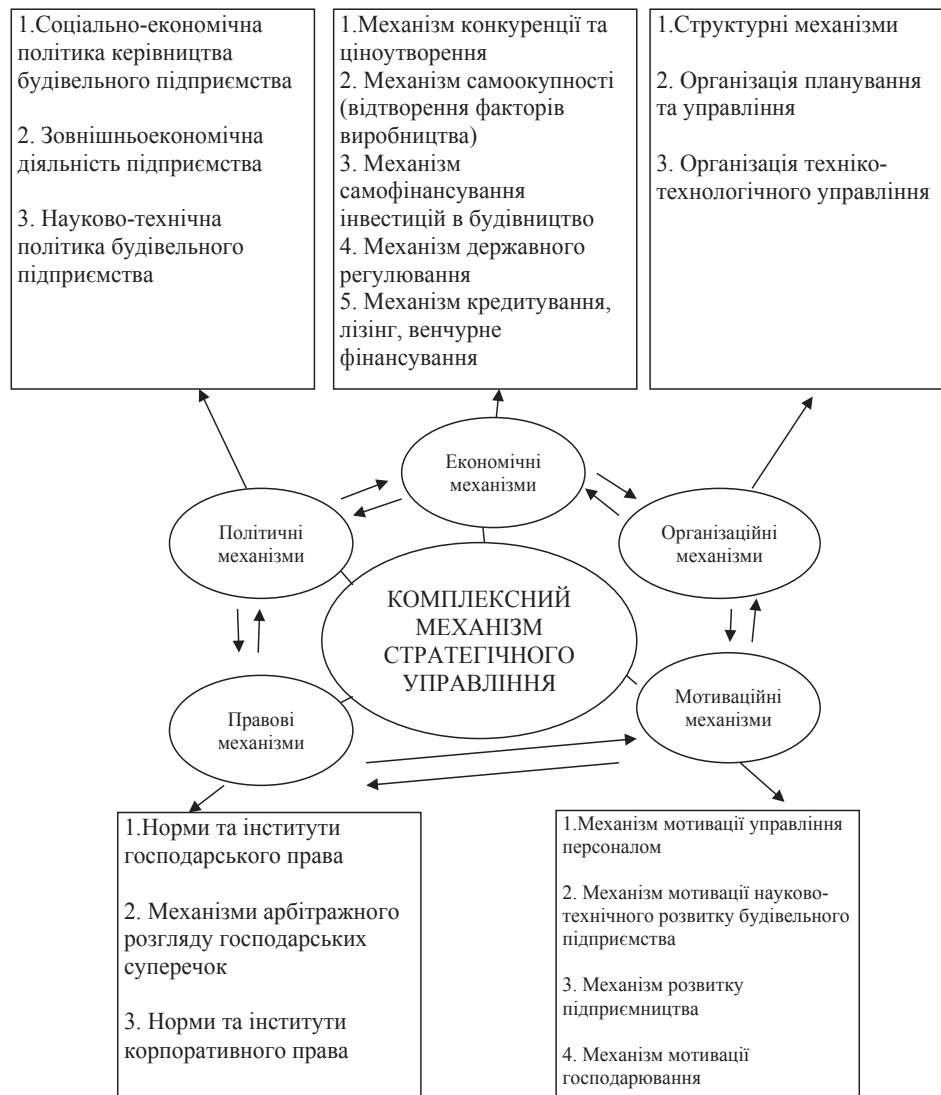 1.Соціально-економічна
політика керівництва
будівельного підприємства
2. Зовнішньоекономічна
діяльність підприємства
3. Науково-технічна
політика будівельного
підприємства
1.Механізм конкуренції та
ціноутворення
2. Механізм самоокупності
(відтворення факторів
виробництва)
3. Механізм
самофінансування
інвестицій в будівництво
4. Механізм державного
регулювання
5. Механізм кредитування,
лізінг, венчурне
фінансування
1.Структурні механізми
2. Організація планування
та управління
3. Організація техніко-
технологічного управління
Економічні
механізми
Політичні
механізми
Організаційні
механізми
КОМПЛЕКСНИЙ
МЕХАНІЗМ
СТРАТЕГІЧНОГО
УПРАВЛІННЯ
Правові
механізми
Мотиваційні
механізми
1.Норми та інститути
господарського права
2. Механізми арбітражного
розгляду господарських
суперечок
3. Норми та інститути
корпоративного права
1.Механізм мотивації управління
персоналом
2. Механізм мотивації науково-
технічного розвитку будівельного
підприємства
3. Механізм розвитку
підприємництва
4. Механізм мотивації
господарювання